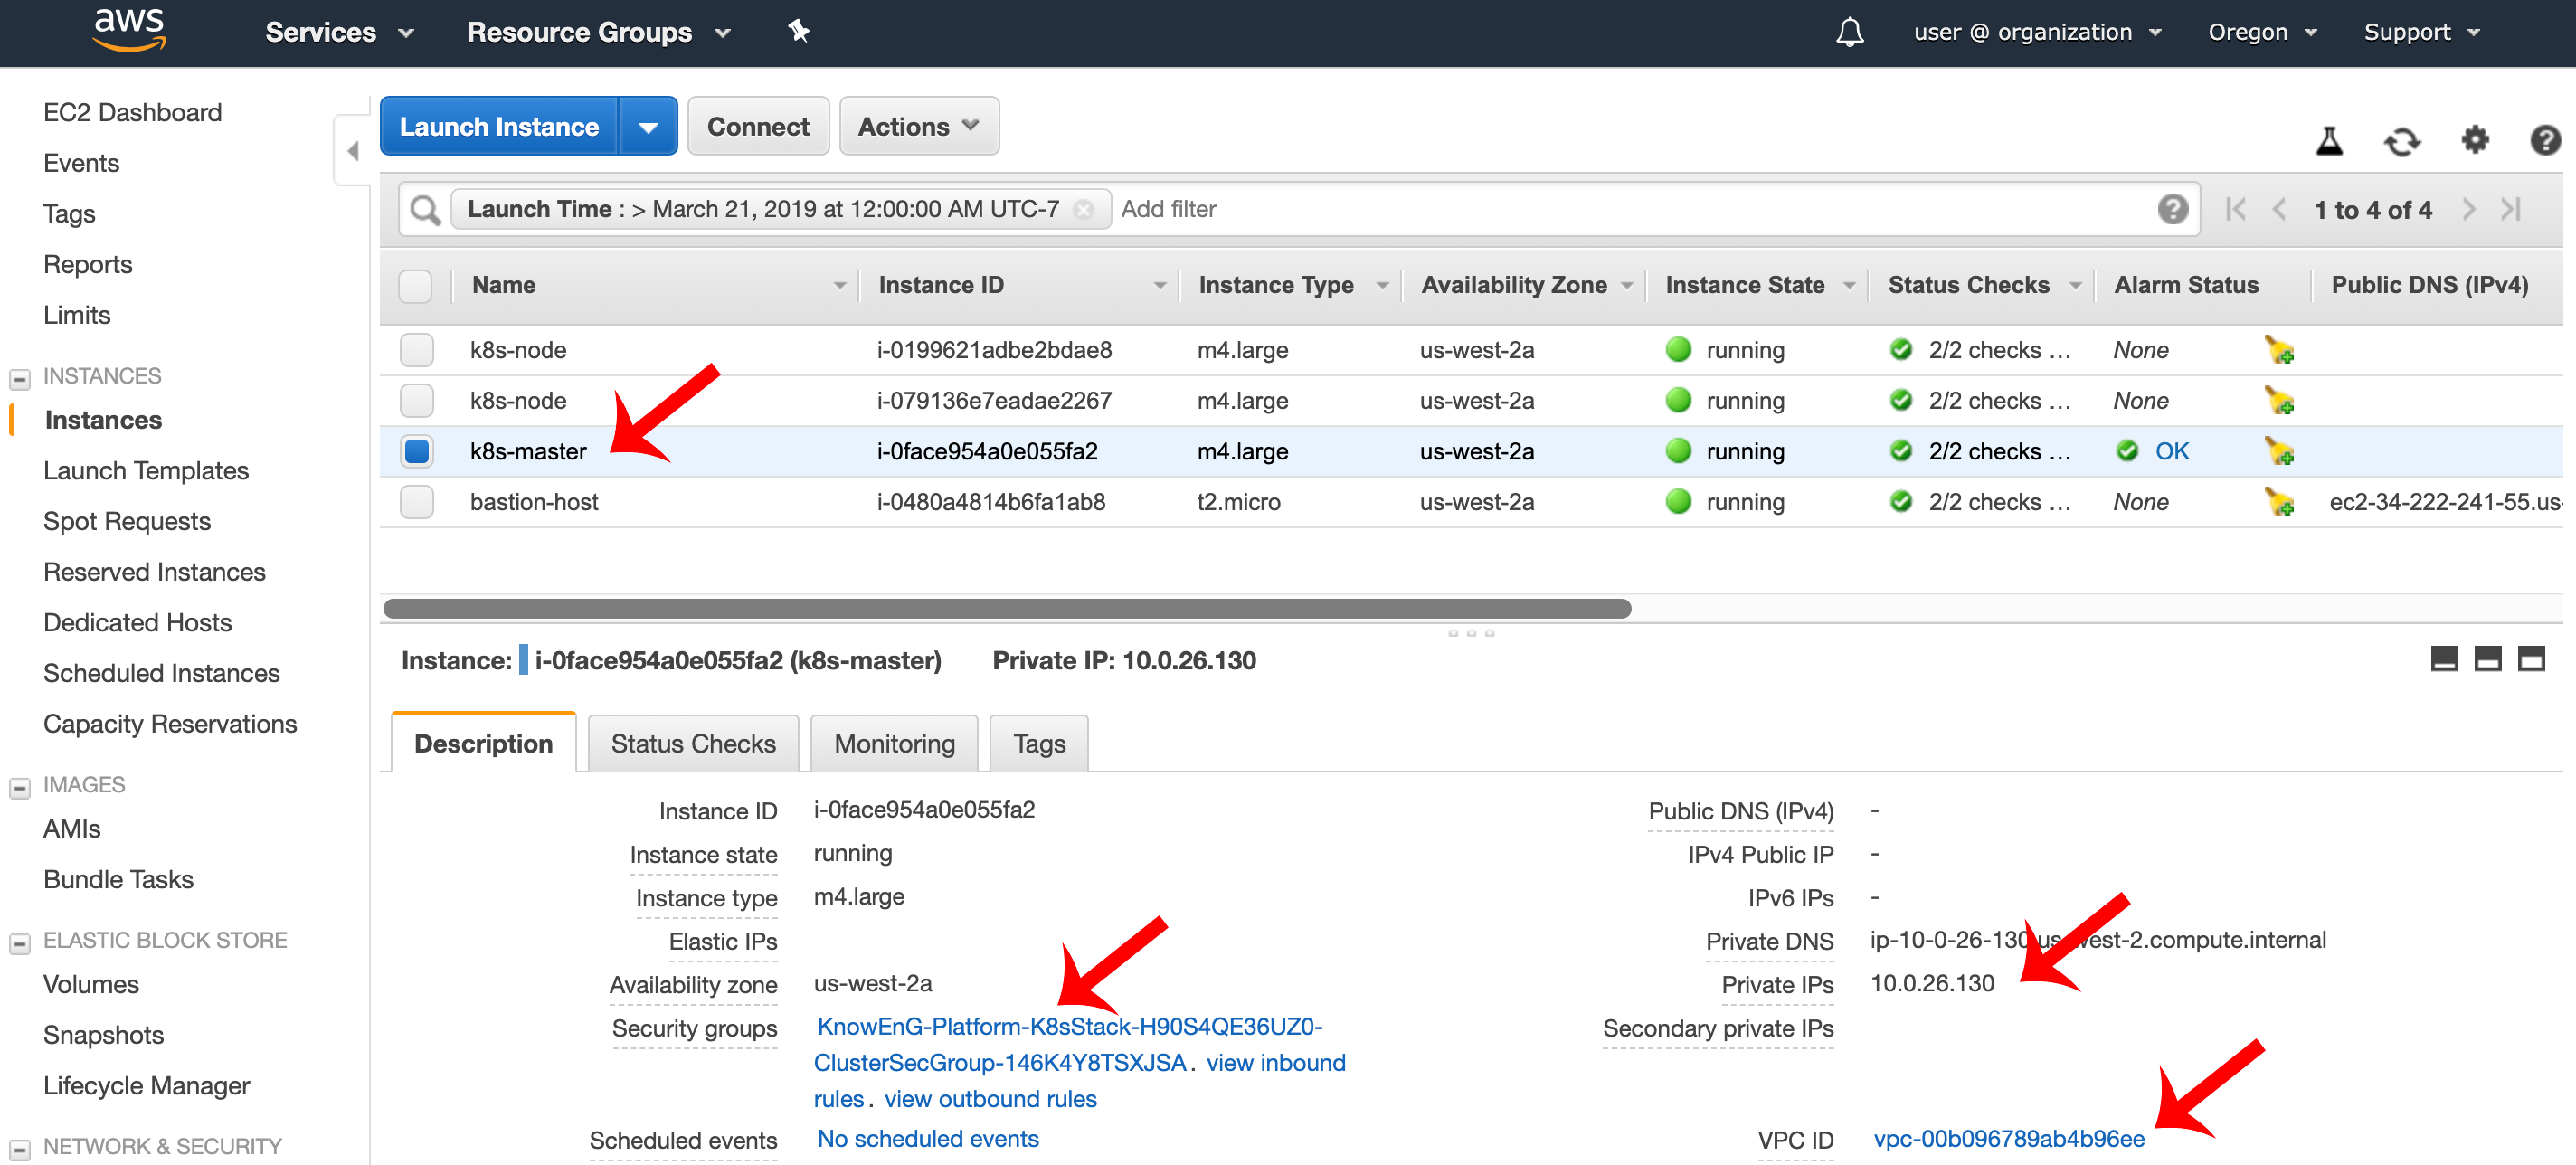 aws Services Resource Groups user @ organization Oregon Support
EC2 Dashboard
Events
Tags
Reports
Limits
INSTANCES
Instances
Launch Templates
Spot Requests
Reserved Instances
Dedicated Hosts
Scheduled Instances
Capacity Reservations
IMAGES
AMIs
Bundle Tasks
ELASTIC BLOCK STORE
Volumes
Snapshots
Lifecycle Manager
NETWORK & SECURITY
Launch Instance Connect Actions
Launch Time : > March 21, 2019 at 12:00:00 AM UTC-7 Add filter 1 to 4 of 4
Name Instance ID Instance Type Availability Zone Instance State Status Checks Alarm Status Public DNS (IPv4)
k8s-node i-0199621adbe2bdae8 m4.large us-west-2a running 2/2 checks ... None
k8s-node i-079136e7eadae2267 m4.large us-west-2a running 2/2 checks ... None
k8s-master i-0face954a0e055fa2 m4.large us-west-2a running 2/2 checks ... OK
bastion-host i-0480a4814b6fa1ab8 t2.micro us-west-2a running 2/2 checks ... None ec2-34-222-241-55.us-
Instance: i-0face954a0e055fa2 (k8s-master) Private IP: 10.0.26.130
Description Status Checks Monitoring Tags
Instance ID i-0face954a0e055fa2
Instance state running
Instance type m4.large
Elastic IPs
Availability zone us-west-2a
Security groups KnowEnG-Platform-K8sStack-H90S4QE36UZ0-
ClusterSecGroup-146K4Y8TSXJSA. view inbound
rules. view outbound rules
Scheduled events No scheduled events
Public DNS (IPv4) -
IPv4 Public IP -
IPv6 IPs -
Private DNS ip-10-0-26-130.us-west-2.compute.internal
Private IPs 10.0.26.130
Secondary private IPs
VPC ID vpc-00b096789ab4b96ee